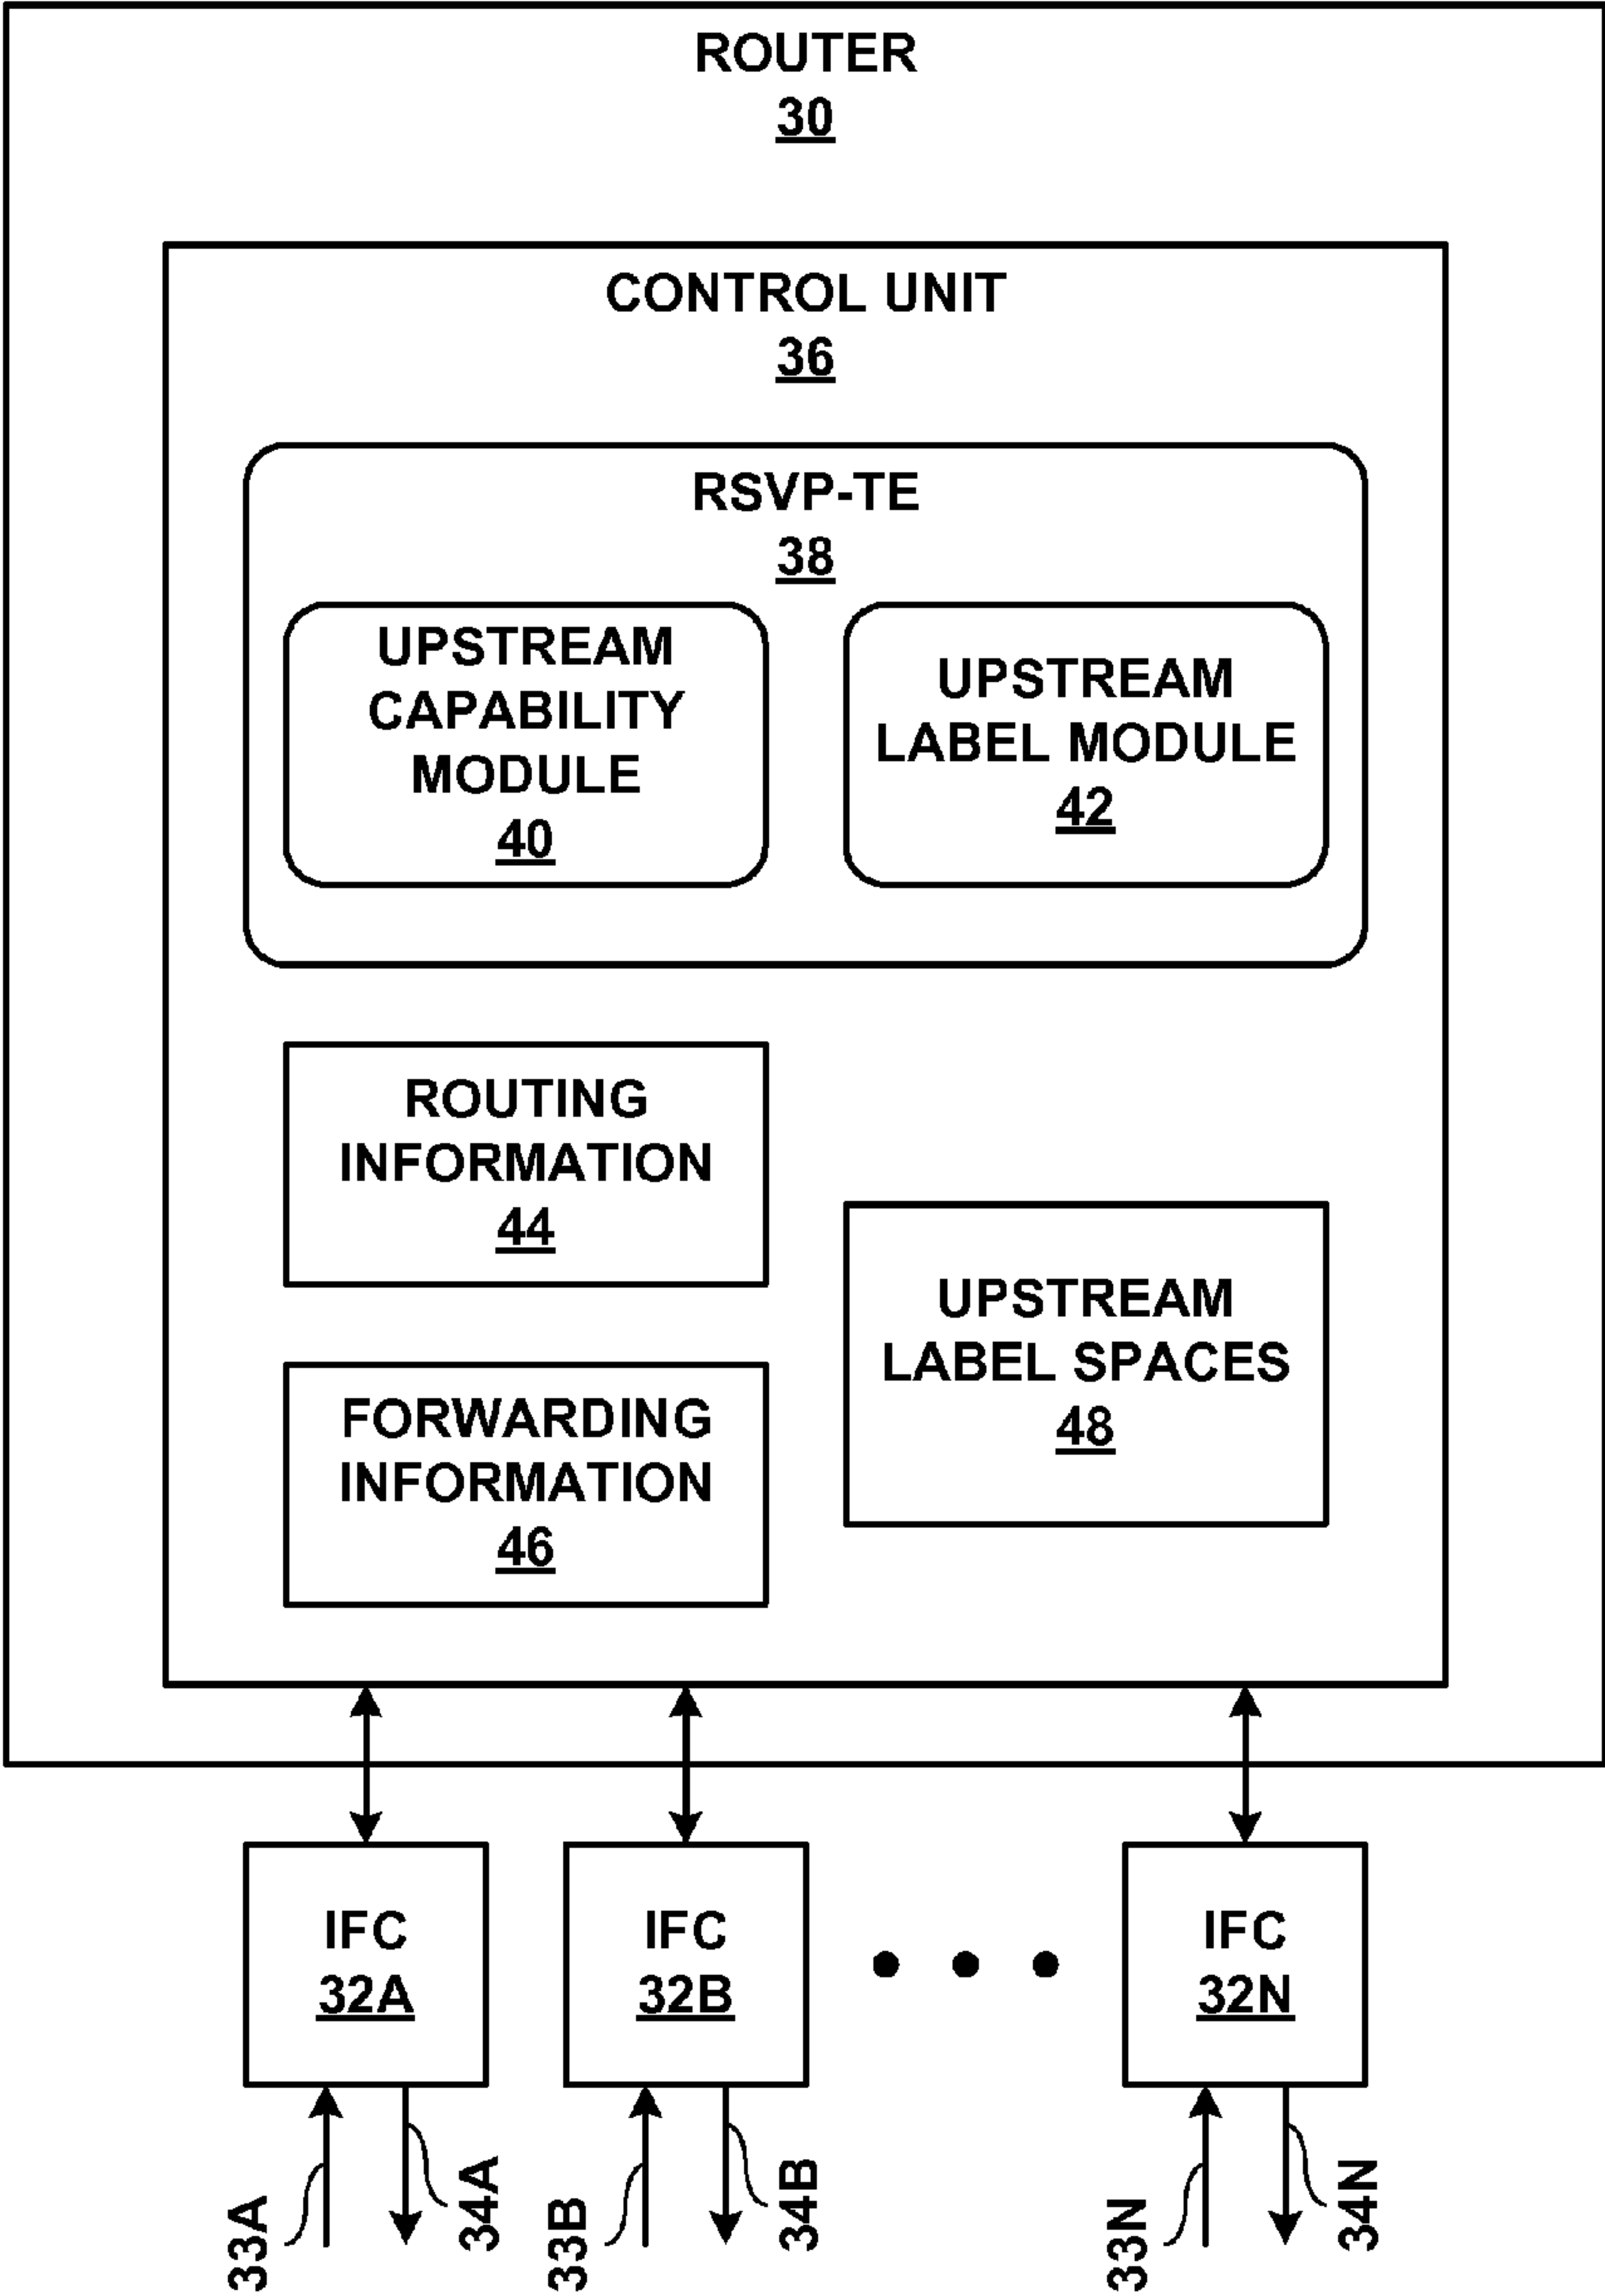 ROUTER
30
CONTROL UNIT
36
RSVP-TE
38
UPSTREAM
CAPABILITY
MODULE
40
UPSTREAM
LABEL MODULE
42
ROUTING
INFORMATION
44
FORWARDING
INFORMATION
46
UPSTREAM
LABEL SPACES
48
IFC
32A
IFC
32B
IFC
32N
33A
34A
33B
34B
33N
34N